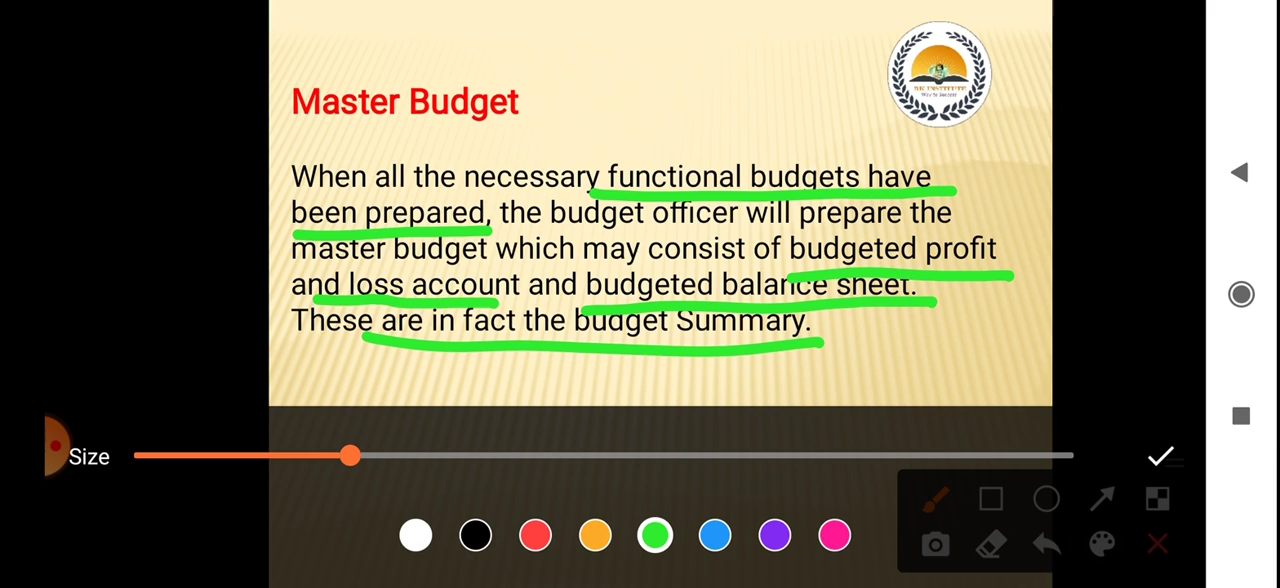 Master Budget
When all the necessary functional budgets have
been prepared, the budget officer will prepare the
master budget which may consist of budgeted profit
and loss account and budgeted balance sheet.
These are in fact the budget Summary.
Size